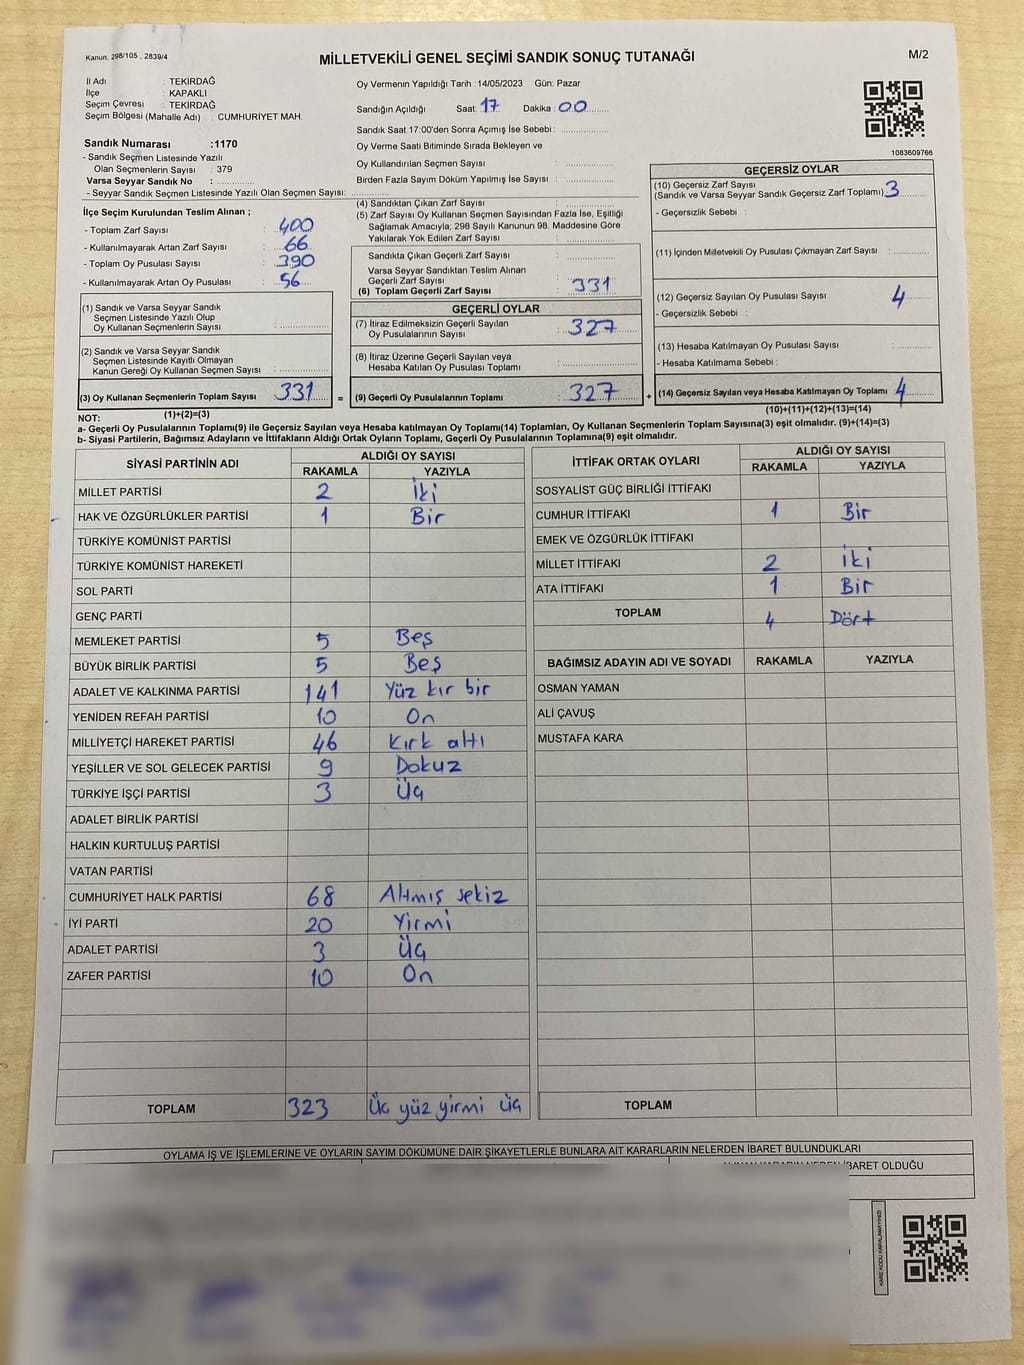 Kanun: 298/105 , 2839/4
MİLLETVEKİLİ GENEL SEÇİMİ SANDIK SONUÇ TUTANAĞI
M/2
İl Adı : TEKİRDAĞ
İlçe : KAPAKLI
Seçim Çevresi : TEKİRDAĞ
Seçim Bölgesi (Mahalle Adı) : CUMHURİYET MAH.
Sandık Numarası :1170
- Sandık Seçmen Listesinde Yazılı
Olan Seçmenlerin Sayısı : 379
Varsa Seyyar Sandık No :
- Seyyar Sandık Seçmen Listesinde Yazılı Olan Seçmen Sayısı:
Oy Vermenin Yapıldığı Tarih :14/05/2023 Gün: Pazar
Sandığın Açıldığı Saat: 17 Dakika : 00
Sandık Saat 17:00'den Sonra Açımış İse Sebebi :
Oy Verme Saati Bitiminde Sırada Bekleyen ve
Oy Kullandırılan Seçmen Sayısı :
Birden Fazla Sayım Döküm Yapılmış İse Sayısı :
1083609766
İlçe Seçim Kurulundan Teslim Alınan ;
- Toplam Zarf Sayısı : 400
- Kullanılmayarak Artan Zarf Sayısı : 66
- Toplam Oy Pusulası Sayısı : 390
- Kullanılmayarak Artan Oy Pusulası : 56
(1) Sandık ve Varsa Seyyar Sandık
Seçmen Listesinde Yazılı Olup
Oy Kullanan Seçmenlerin Sayısı :
(2) Sandık ve Varsa Seyyar Sandık
Seçmen Listesinde Kayıtlı Olmayan
Kanun Gereği Oy Kullanan Seçmen Sayısı :
(3) Oy Kullanan Seçmenlerin Toplam Sayısı 331 =
(1)+(2)=(3)
(4) Sandıktan Çıkan Zarf Sayısı :
(5) Zarf Sayısı Oy Kullanan Seçmen Sayısından Fazla İse, Eşitliği
Sağlamak Amacıyla; 298 Sayılı Kanunun 98. Maddesine Göre
Yakılarak Yok Edilen Zarf Sayısı :
Sandıkta Çıkan Geçerli Zarf Sayısı :
Varsa Seyyar Sandıktan Teslim Alınan
Geçerli Zarf Sayısı :
(6) Toplam Geçerli Zarf Sayısı : 331
GEÇERLİ OYLAR
(7) İtiraz Edilmeksizin Geçerli Sayılan
Oy Pusulalarının Sayısı : 327
(8) İtiraz Üzerine Geçerli Sayılan veya
Hesaba Katılan Oy Pusulası Toplamı :
(9) Geçerli Oy Pusulalarının Toplamı : 327 +
GEÇERSİZ OYLAR
(10) Geçersiz Zarf Sayısı
(Sandık ve Varsa Seyyar Sandık Geçersiz Zarf Toplamı) 3
- Geçersizlik Sebebi :
(11) İçinden Milletvekili Oy Pusulası Çıkmayan Zarf Sayısı :
(12) Geçersiz Sayılan Oy Pusulası Sayısı : 4
- Geçersizlik Sebebi :
(13) Hesaba Katılmayan Oy Pusulası Sayısı :
- Hesaba Katılmama Sebebi :
(14) Geçersiz Sayılan veya Hesaba Katılmayan Oy Toplamı : 4
(10)+(11)+(12)+(13)=(14)
NOT:
a- Geçerli Oy Pusulalarının Toplamı(9) ile Geçersiz Sayılan veya Hesaba katılmayan Oy Toplamı(14) Toplamları, Oy Kullanan Seçmenlerin Toplam Sayısına(3) eşit olmalıdır. (9)+(14)=(3)
b- Siyasi Partilerin, Bağımsız Adayların ve İttifakların Aldığı Ortak Oyların Toplamı, Geçerli Oy Pusulalarının Toplamına(9) eşit olmalıdır.
SİYASİ PARTİNİN ADI ALDIĞI OY SAYISI
RAKAMLA YAZIYLA
MİLLET PARTİSİ 2 İki
HAK VE ÖZGÜRLÜKLER PARTİSİ 1 Bir
TÜRKİYE KOMÜNİST PARTİSİ
TÜRKİYE KOMÜNİST HAREKETİ
SOL PARTİ
GENÇ PARTİ
MEMLEKET PARTİSİ 5 Beş
BÜYÜK BİRLİK PARTİSİ 5 Beş
ADALET VE KALKINMA PARTİSİ 141 Yüz kır bir
YENİDEN REFAH PARTİSİ 10 On
MİLLİYETÇİ HAREKET PARTİSİ 46 Kırk altı
YEŞİLLER VE SOL GELECEK PARTİSİ 9 Dokuz
TÜRKİYE İŞÇİ PARTİSİ 3 Üç
ADALET BİRLİK PARTİSİ
HALKIN KURTULUŞ PARTİSİ
VATAN PARTİSİ
CUMHURİYET HALK PARTİSİ 68 Altmış sekiz
İYİ PARTİ 20 Yirmi
ADALET PARTİSİ 3 Üç
ZAFER PARTİSİ 10 On
TOPLAM 323 Üç yüz yirmi üç
İTTİFAK ORTAK OYLARI ALDIĞI OY SAYISI
RAKAMLA YAZIYLA
SOSYALİST GÜÇ BİRLİĞİ İTTİFAKI
CUMHUR İTTİFAKI 1 Bir
EMEK VE ÖZGÜRLÜK İTTİFAKI
MİLLET İTTİFAKI 2 İki
ATA İTTİFAKI 1 Bir
TOPLAM 4 Dört
BAĞIMSIZ ADAYIN ADI VE SOYADI RAKAMLA YAZIYLA
OSMAN YAMAN
ALİ ÇAVUŞ
MUSTAFA KARA
TOPLAM
OYLAMA İŞ VE İŞLEMLERİNE VE OYLARIN SAYIM DÖKÜMÜNE DAİR ŞİKAYETLERLE BUNLARA AİT KARARLARIN NELERDEN İBARET BULUNDUKLARI
İBARET OLDUĞU
KARE KODU KARALAMAYINIZ!